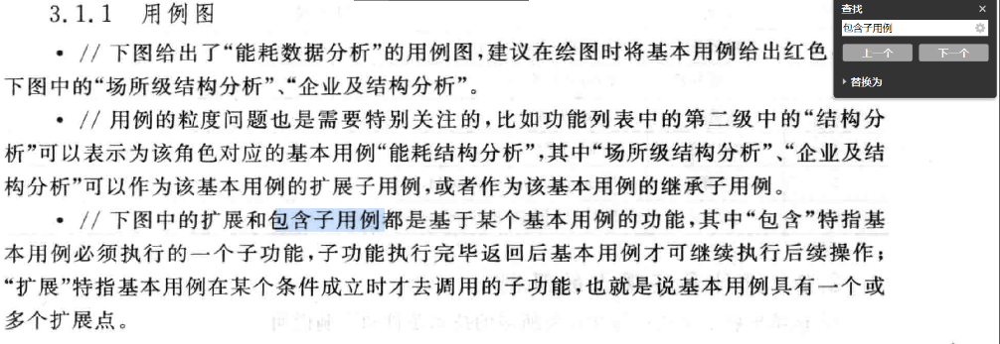 3.1.1 用例图
• // 下图给出了“能耗数据分析”的用例图,建议在绘图时将基本用例给出红色
下图中的“场所级结构分析”、“企业及结构分析”。
• // 用例的粒度问题也是需要特别关注的,比如功能列表中的第二级中的“结构分
析”可以表示为该角色对应的基本用例“能耗结构分析”,其中“场所级结构分析”、“企业及结
构分析”可以作为该基本用例的扩展子用例,或者作为该基本用例的继承子用例。
• // 下图中的扩展和包含子用例都是基于某个基本用例的功能,其中“包含”特指基
本用例必须执行的一个子功能,子功能执行完毕返回后基本用例才可继续执行后续操作;
“扩展”特指基本用例在某个条件成立时才去调用的子功能,也就是说基本用例具有一个或
多个扩展点。
查找
包含子用例
上一个 下一个
替换为